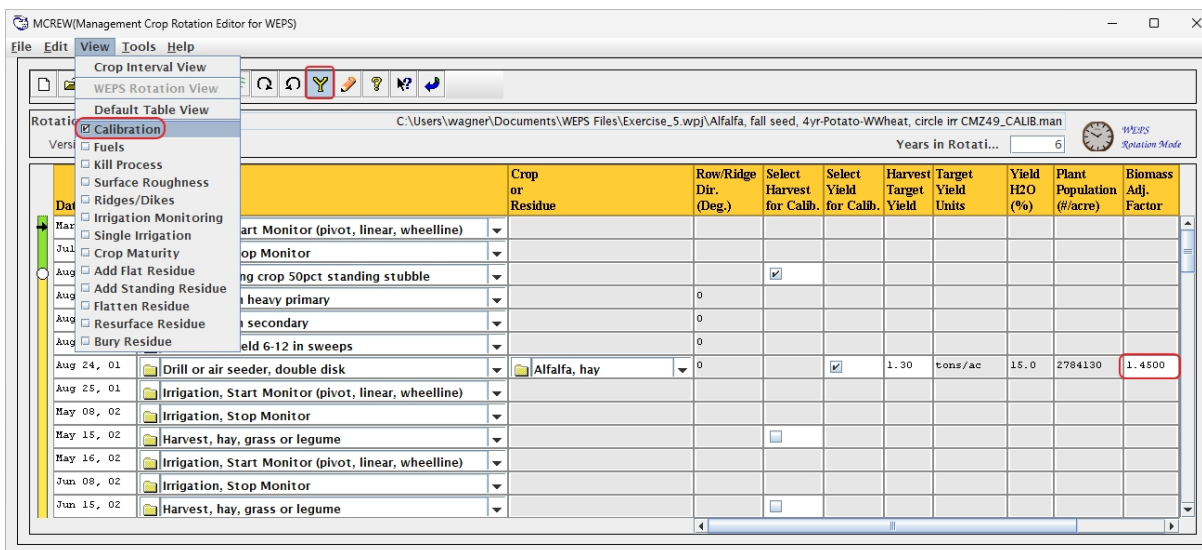 MCREW(Management Crop Rotation Editor for WEPS)
File Edit View Tools Help
Crop Interval View
WEPS Rotation View
Default Table View
Calibration
Fuels
Kill Process
Surface Roughness
Ridges/Dikes
Irrigation Monitoring
Single Irrigation
Crop Maturity
Add Flat Residue
Add Standing Residue
Flatten Residue
Resurface Residue
Bury Residue
C:\Users\wagner\Documents\WEPS Files\Exercise_5.wpj\Alfalfa, fall seed, 4yr-Potato-WWheat, circle irr CMZ49_CALIB.man
Years in Rotati... 6
WEPS
Rotation Mode
Crop or Residue
Row/Ridge Dir. (Deg.)
Select Harvest for Calib.
Select Yield for Calib.
Harvest Target Yield
Target Yield Units
Yield H2O (%)
Plant Population (#/acre)
Biomass Adj. Factor
art Monitor (pivot, linear, wheelline)
op Monitor
ng crop 50pct standing stubble
heavy primary 0
secondary 0
eld 6-12 in sweeps 0
Aug 24, 01 Drill or air seeder, double disk Alfalfa, hay 0 1.30 tons/ac 15.0 2784130 1.4500
Aug 25, 01 Irrigation, Start Monitor (pivot, linear, wheelline)
May 08, 02 Irrigation, Stop Monitor
May 15, 02 Harvest, hay, grass or legume
May 16, 02 Irrigation, Start Monitor (pivot, linear, wheelline)
Jun 08, 02 Irrigation, Stop Monitor
Jun 15, 02 Harvest, hay, grass or legume